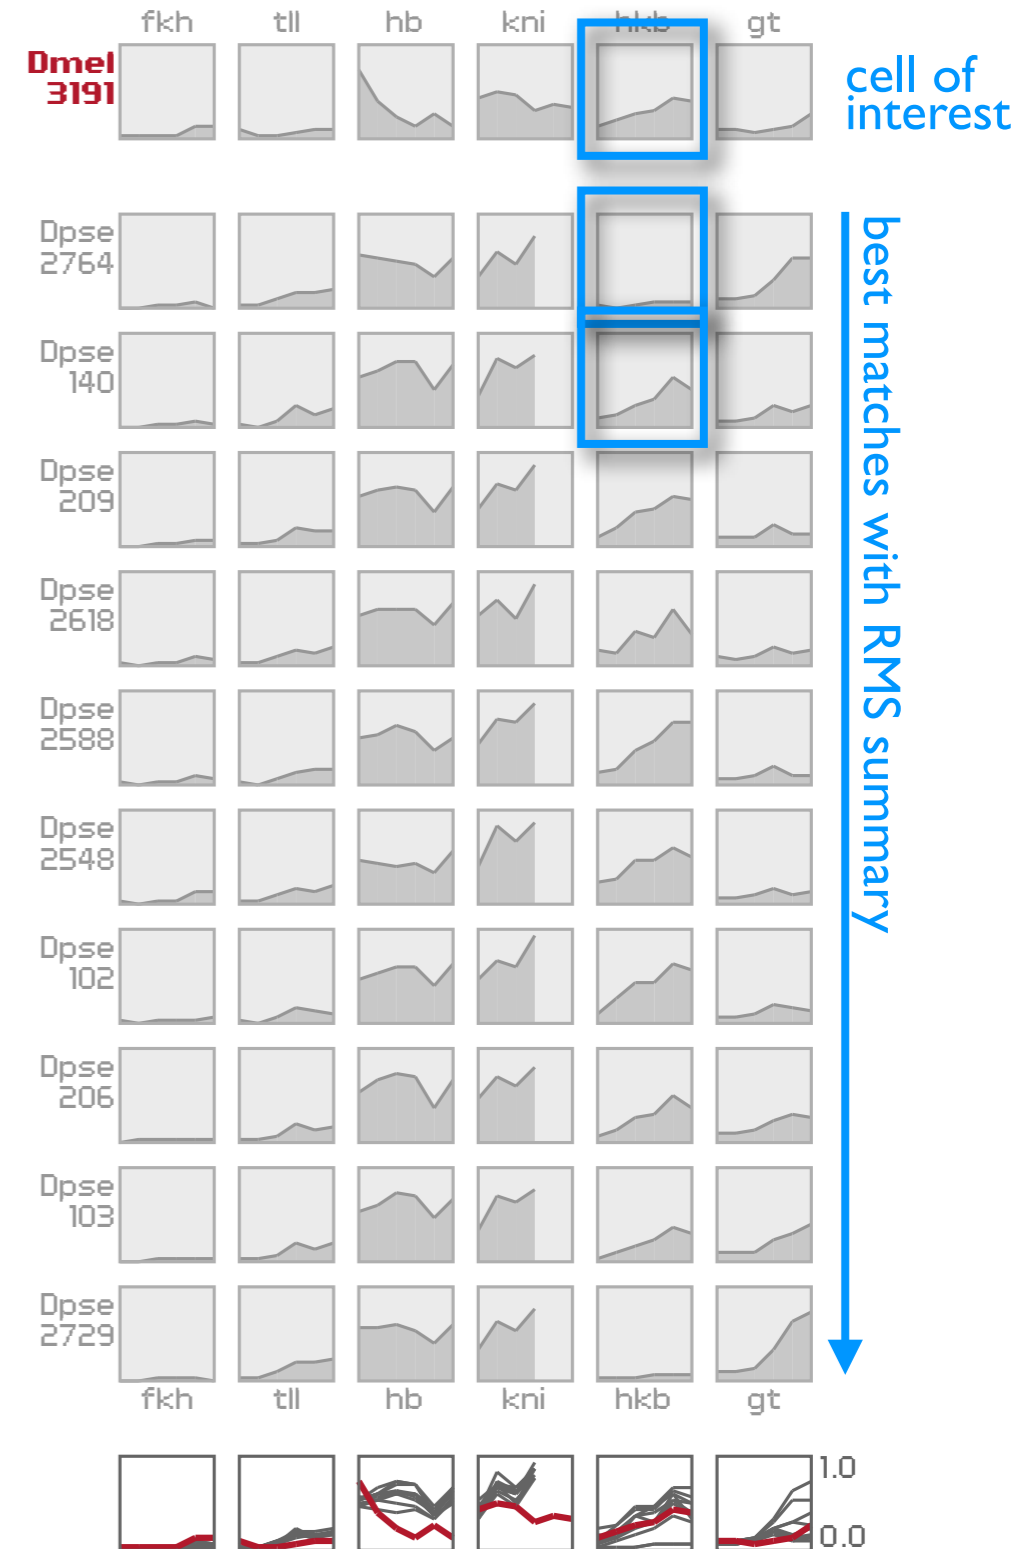 fkh tll hb kni hkb gt
Dmel
3191
cell of
interest
Dpse
2764
best matches with RMS summary
Dpse
140
Dpse
209
Dpse
2618
Dpse
2588
Dpse
2548
Dpse
102
Dpse
206
Dpse
103
Dpse
2729
fkh tll hb kni hkb gt
1.0
0.0